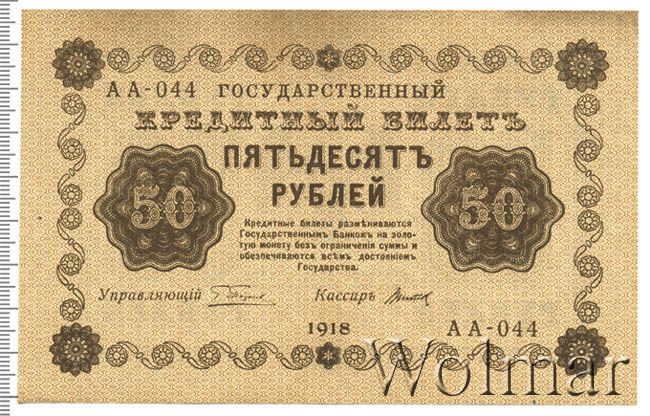 АА-044 ГОСУДАРСТВЕННЫЙ
КРЕДИТНЫЙ БИЛЕТЪ
ПЯТЬДЕСЯТЪ
РУБЛЕЙ
50 50
Кредитные билеты размѣниваются
Государственнымъ Банкомъ на золо-
тую монету безъ ограниченія суммы и
обезпечиваются всѣмъ достояніемъ
Государства.
Управляющій Кассиръ
1918 АА-044
Wolmar